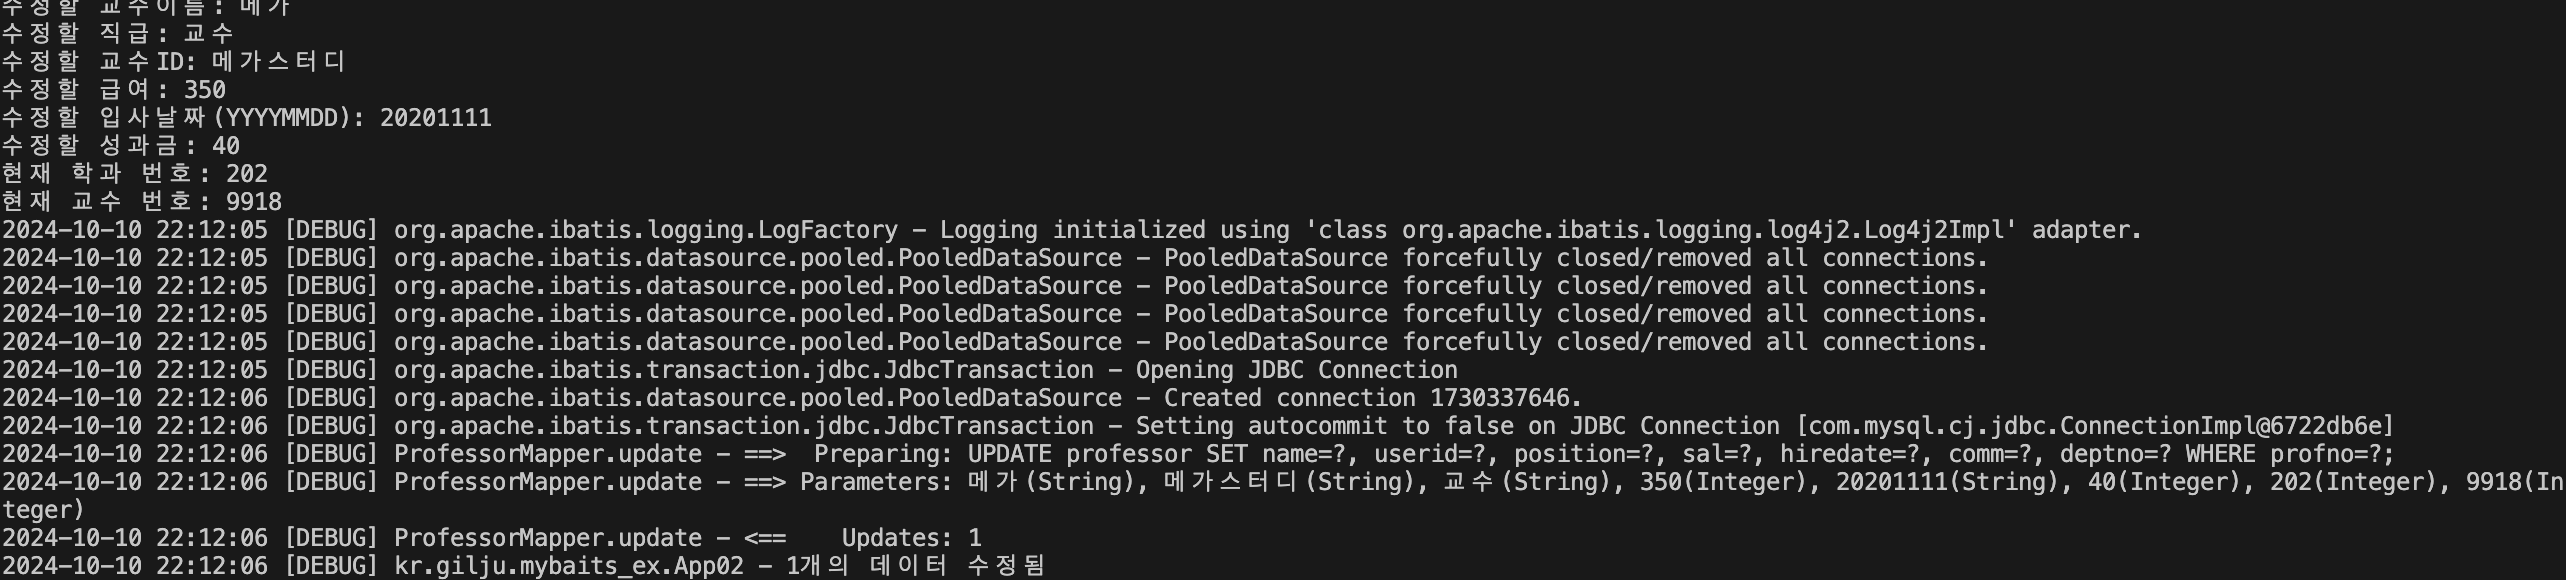 수정할 교수이름: 메가
수정할 직급: 교수
수정할 교수ID: 메가스터디
수정할 급여: 350
수정할 입사날짜(YYYYMMDD): 20201111
수정할 성과금: 40
현재 학과 번호: 202
현재 교수 번호: 9918
2024-10-10 22:12:05 [DEBUG] org.apache.ibatis.logging.LogFactory - Logging initialized using 'class org.apache.ibatis.logging.log4j2.Log4j2Impl' adapter.
2024-10-10 22:12:05 [DEBUG] org.apache.ibatis.datasource.pooled.PooledDataSource - PooledDataSource forcefully closed/removed all connections.
2024-10-10 22:12:05 [DEBUG] org.apache.ibatis.datasource.pooled.PooledDataSource - PooledDataSource forcefully closed/removed all connections.
2024-10-10 22:12:05 [DEBUG] org.apache.ibatis.datasource.pooled.PooledDataSource - PooledDataSource forcefully closed/removed all connections.
2024-10-10 22:12:05 [DEBUG] org.apache.ibatis.datasource.pooled.PooledDataSource - PooledDataSource forcefully closed/removed all connections.
2024-10-10 22:12:05 [DEBUG] org.apache.ibatis.transaction.jdbc.JdbcTransaction - Opening JDBC Connection
2024-10-10 22:12:06 [DEBUG] org.apache.ibatis.datasource.pooled.PooledDataSource - Created connection 1730337646.
2024-10-10 22:12:06 [DEBUG] org.apache.ibatis.transaction.jdbc.JdbcTransaction - Setting autocommit to false on JDBC Connection [com.mysql.cj.jdbc.ConnectionImpl@6722db6e]
2024-10-10 22:12:06 [DEBUG] ProfessorMapper.update - ==>  Preparing: UPDATE professor SET name=?, userid=?, position=?, sal=?, hiredate=?, comm=?, deptno=? WHERE profno=?;
2024-10-10 22:12:06 [DEBUG] ProfessorMapper.update - ==> Parameters: 메가(String), 메가스터디(String), 교수(String), 350(Integer), 20201111(String), 40(Integer), 202(Integer), 9918(In
teger)
2024-10-10 22:12:06 [DEBUG] ProfessorMapper.update - <==    Updates: 1
2024-10-10 22:12:06 [DEBUG] kr.gilju.mybaits_ex.App02 - 1개의 데이터 수정됨